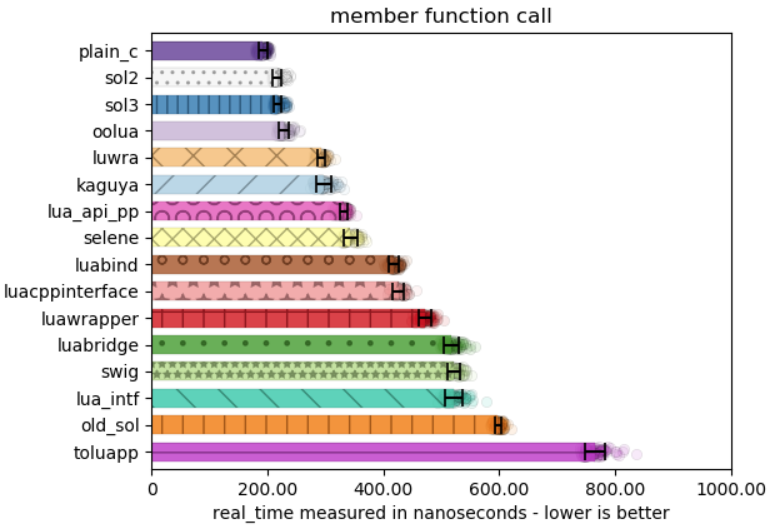 member function call
plain_c
sol2
sol3
oolua
luwra
kaguya
lua_api_pp
selene
luabind
luacppinterface
luawrapper
luabridge
swig
lua_intf
old_sol
toluapp
0 200.00 400.00 600.00 800.00 1000.00
real_time measured in nanoseconds - lower is better